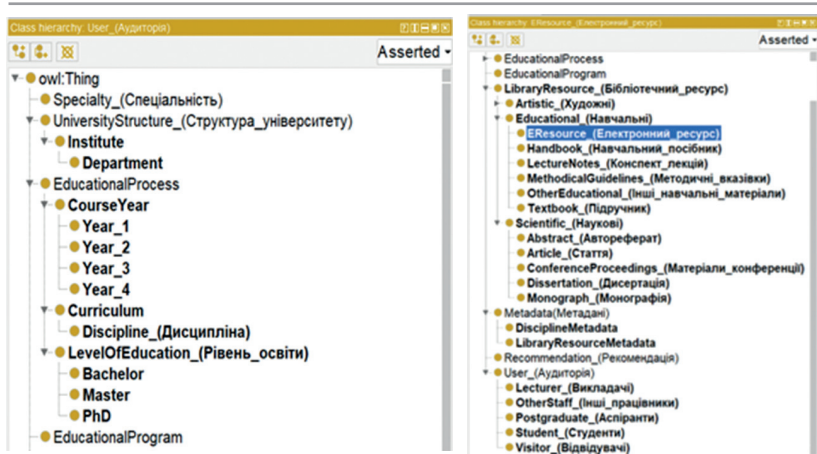 Class hierarchy: User_(Аудиторія)
Asserted
owl:Thing
Specialty_(Спеціальність)
UniversityStructure_(Структура_університету)
Institute
Department
EducationalProcess
CourseYear
Year_1
Year_2
Year_3
Year_4
Curriculum
Discipline_(Дисципліна)
LevelOfEducation_(Рівень_освіти)
Bachelor
Master
PhD
EducationalProgram
Class hierarchy: EResource_(Електронний_ресурс)
Asserted
EducationalProcess
EducationalProgram
LibraryResource_(Бібліотечний_ресурс)
Artistic_(Художні)
Educational_(Навчальні)
EResource_(Електронний_ресурс)
Handbook_(Навчальний_посібник)
LectureNotes_(Конспект_лекцій)
MethodicalGuidelines_(Методичні_вказівки)
OtherEducational_(Інші_навчальні_матеріали)
Textbook_(Підручник)
Scientific_(Наукові)
Abstract_(Автореферат)
Article_(Стаття)
ConferenceProceedings_(Матеріали_конференції)
Dissertation_(Дисертація)
Monograph_(Монографія)
Metadata(Метадані)
DisciplineMetadata
LibraryResourceMetadata
Recommendation_(Рекомендація)
User_(Аудиторія)
Lecturer_(Викладачі)
OtherStaff_(Інші_працівники)
Postgraduate_(Аспіранти)
Student_(Студенти)
Visitor_(Відвідувачі)